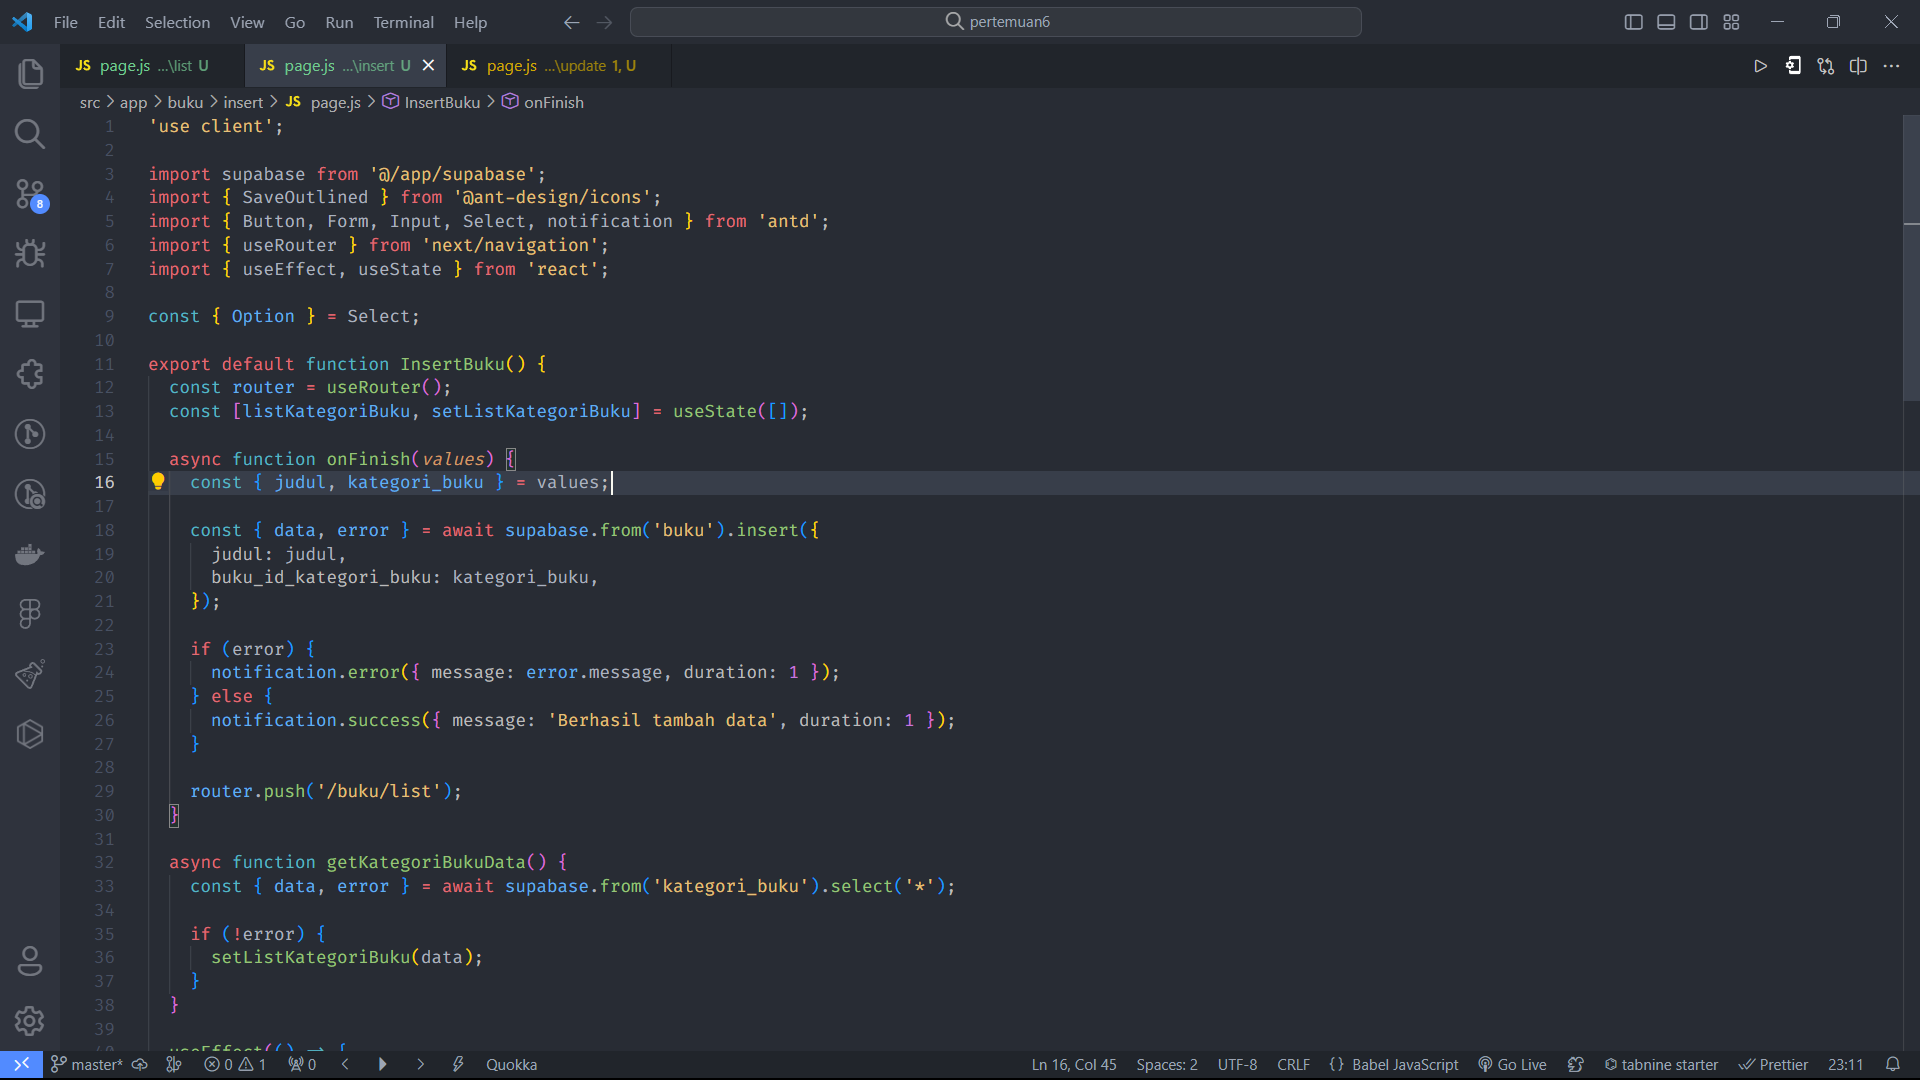 File Edit Selection View Go Run Terminal Help
pertemuan6
JS page.js ...\list U
JS page.js ...\insert U
JS page.js ...\update 1, U
src > app > buku > insert > JS page.js > InsertBuku > onFinish
1 'use client';
2
3 import supabase from '@/app/supabase';
4 import { SaveOutlined } from '@ant-design/icons';
5 import { Button, Form, Input, Select, notification } from 'antd';
6 import { useRouter } from 'next/navigation';
7 import { useEffect, useState } from 'react';
8
9 const { Option } = Select;
10
11 export default function InsertBuku() {
12 const router = useRouter();
13 const [listKategoriBuku, setListKategoriBuku] = useState([]);
14
15 async function onFinish(values) {
16 const { judul, kategori_buku } = values;
17
18 const { data, error } = await supabase.from('buku').insert({
19 judul: judul,
20 buku_id_kategori_buku: kategori_buku,
21 });
22
23 if (error) {
24 notification.error({ message: error.message, duration: 1 });
25 } else {
26 notification.success({ message: 'Berhasil tambah data', duration: 1 });
27 }
28
29 router.push('/buku/list');
30 }
31
32 async function getKategoriBukuData() {
33 const { data, error } = await supabase.from('kategori_buku').select('*');
34
35 if (!error) {
36 setListKategoriBuku(data);
37 }
38 }
39
40 useEffect(() => {
8
master* 0 1 0 Quokka
Ln 16, Col 45 Spaces: 2 UTF-8 CRLF {} Babel JavaScript Go Live tabnine starter Prettier 23:11